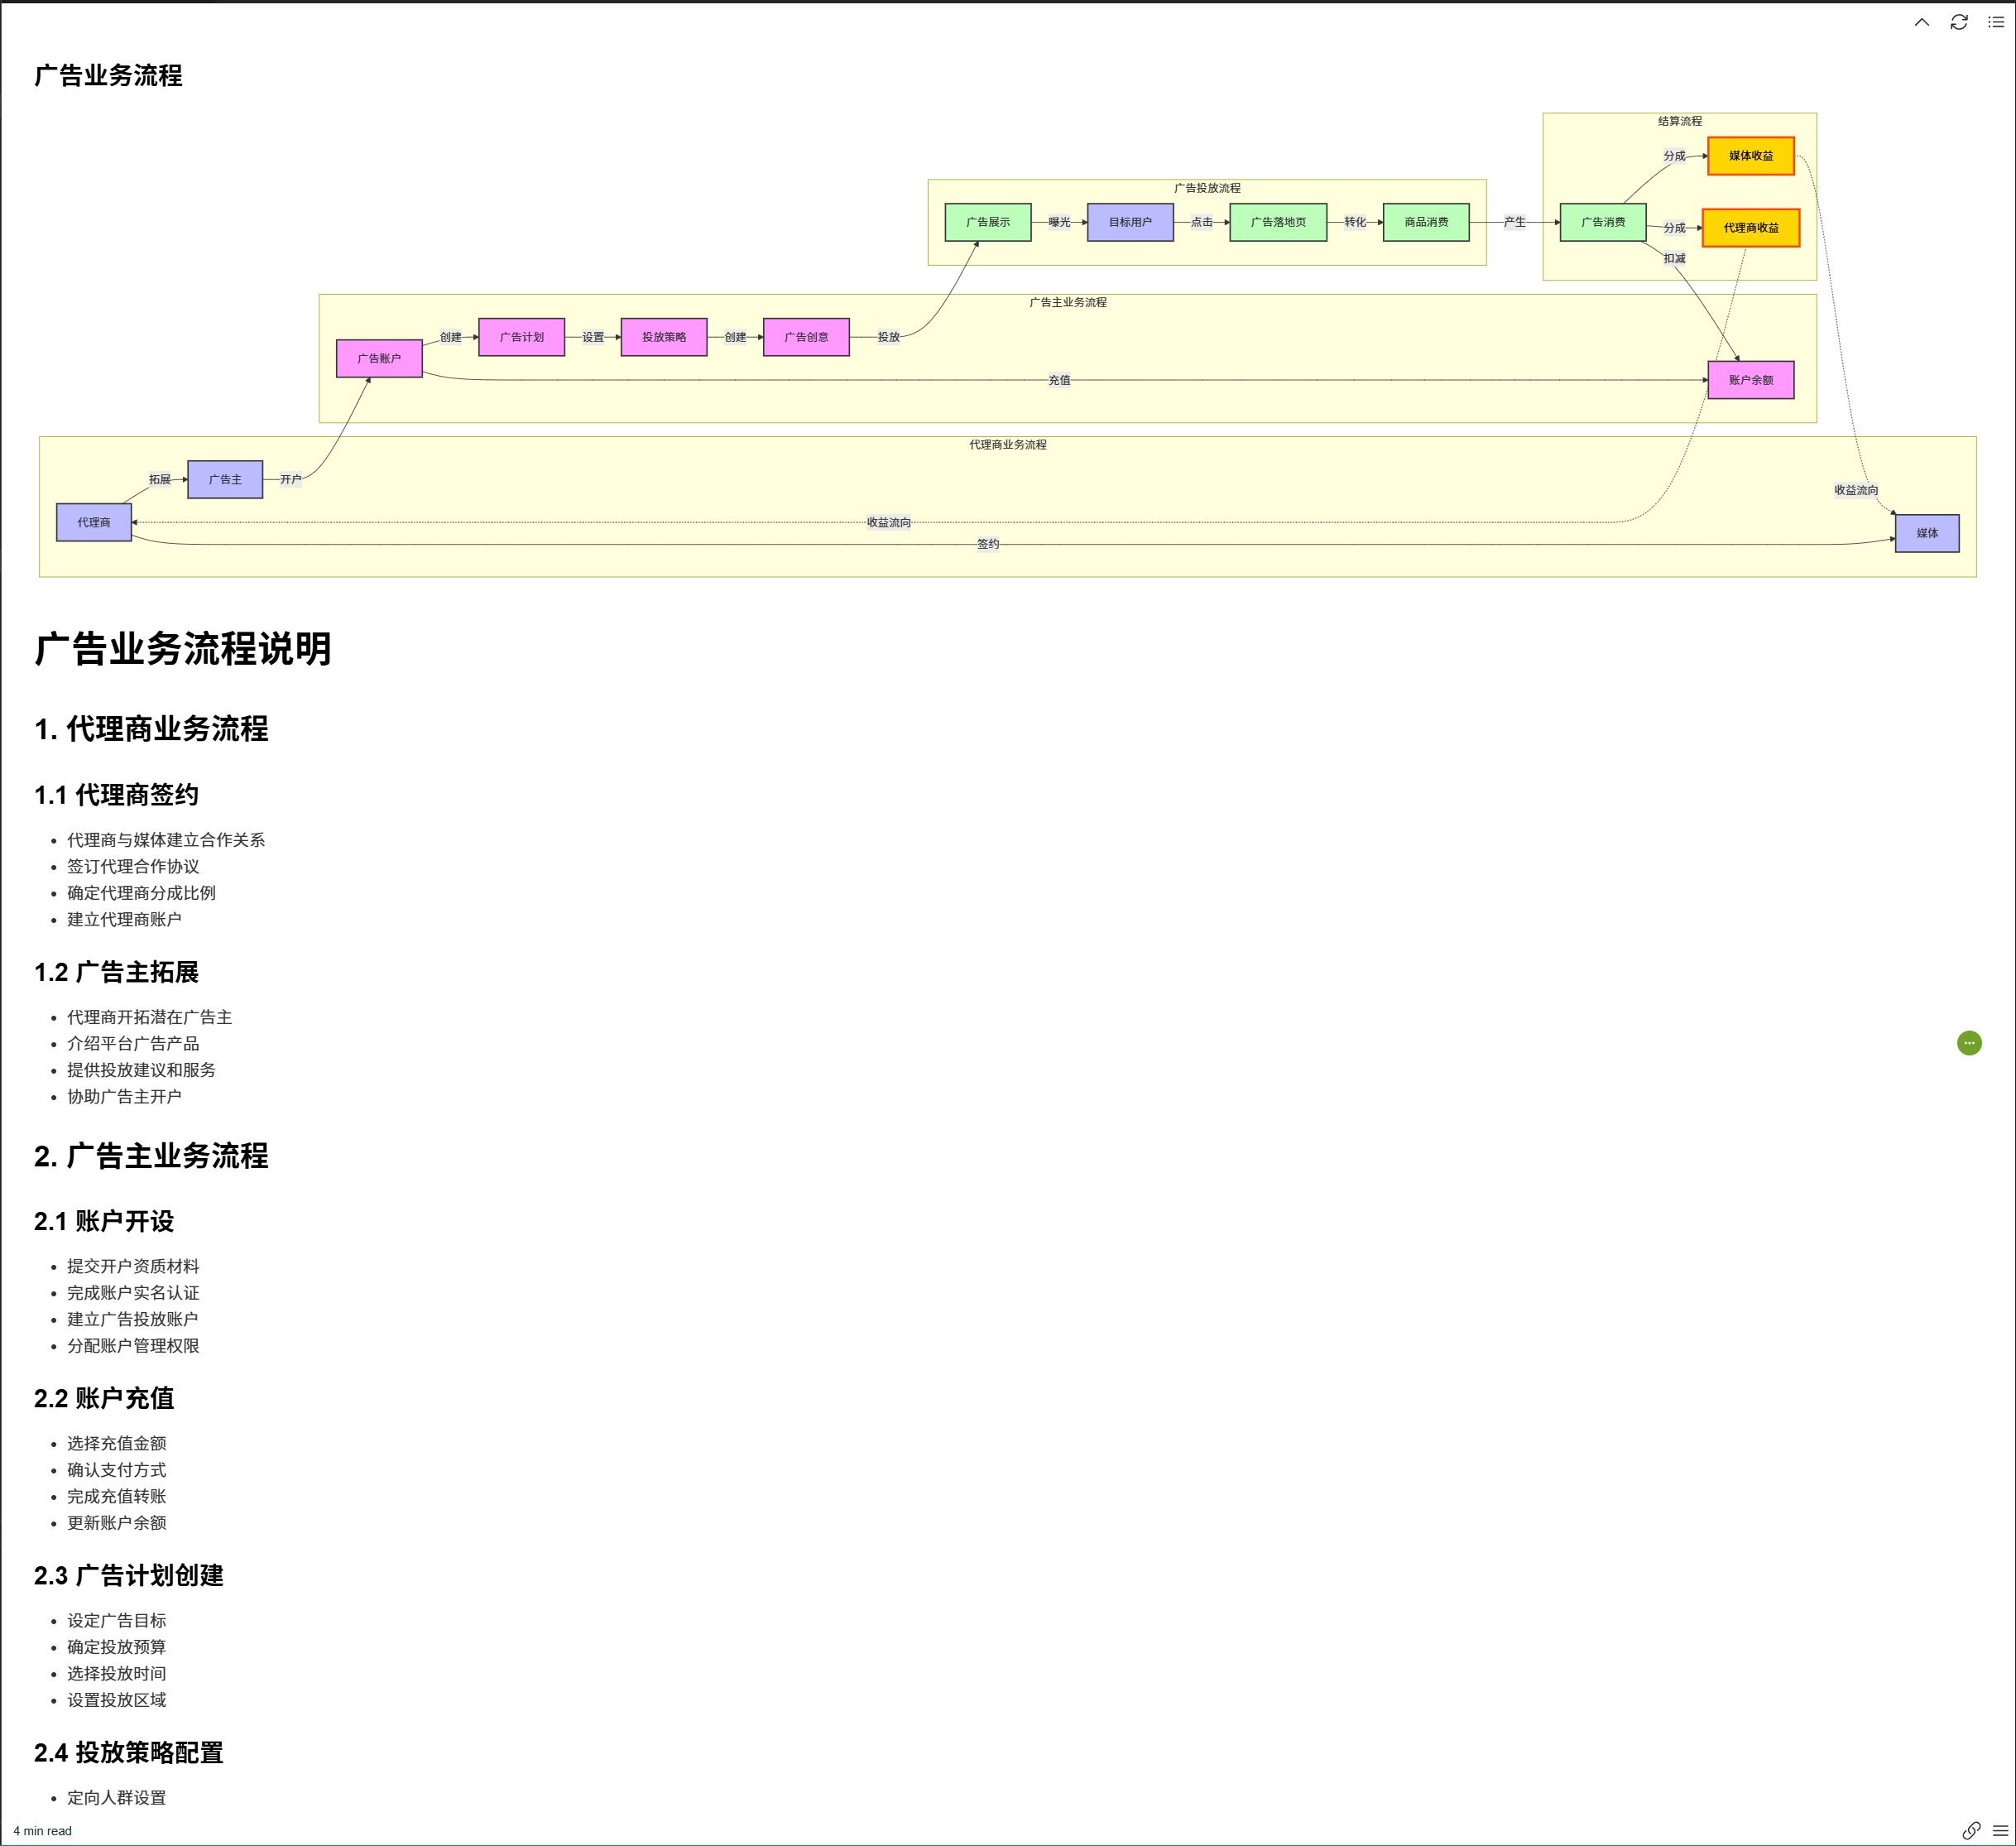 广告业务流程
结算流程
分成
媒体收益
广告投放流程
广告展示
曝光
目标用户
点击
广告落地页
转化
商品消费
产生
广告消费
分成
代理商收益
扣减
广告主业务流程
广告账户
创建
广告计划
设置
投放策略
创建
广告创意
投放
充值
账户余额
代理商业务流程
拓展
广告主
开户
代理商
收益流向
收益流向
签约
媒体
广告业务流程说明
1. 代理商业务流程
1.1 代理商签约
• 代理商与媒体建立合作关系
• 签订代理合作协议
• 确定代理商分成比例
• 建立代理商账户
1.2 广告主拓展
• 代理商开拓潜在广告主
• 介绍平台广告产品
• 提供投放建议和服务
• 协助广告主开户
2. 广告主业务流程
2.1 账户开设
• 提交开户资质材料
• 完成账户实名认证
• 建立广告投放账户
• 分配账户管理权限
2.2 账户充值
• 选择充值金额
• 确认支付方式
• 完成充值转账
• 更新账户余额
2.3 广告计划创建
• 设定广告目标
• 确定投放预算
• 选择投放时间
• 设置投放区域
2.4 投放策略配置
• 定向人群设置
4 min read